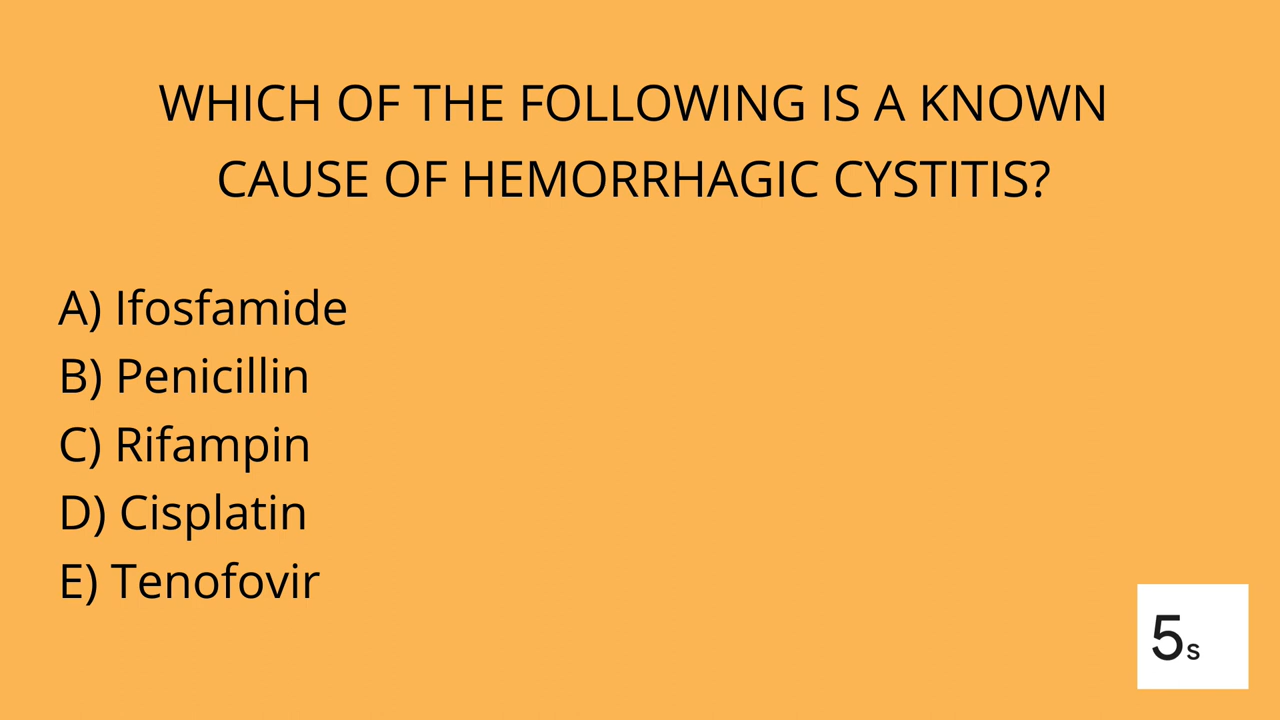 WHICH OF THE FOLLOWING IS A KNOWN
CAUSE OF HEMORRHAGIC CYSTITIS?
A) Ifosfamide
B) Penicillin
C) Rifampin
D) Cisplatin
E) Tenofovir
5s